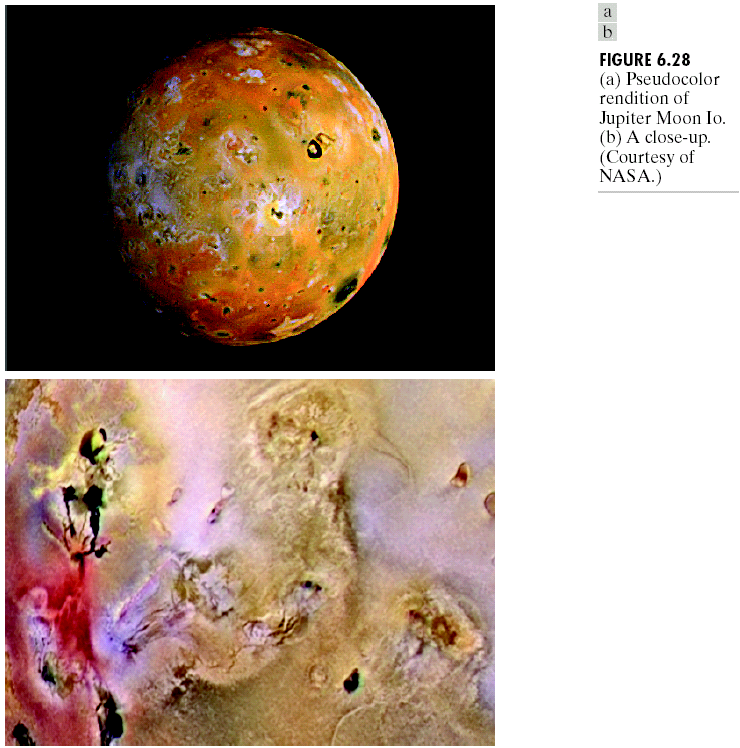 a
b
FIGURE 6.28
(a) Pseudocolor
rendition of
Jupiter Moon Io.
(b) A close-up.
(Courtesy of
NASA.)